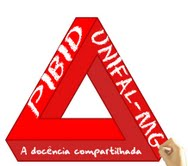 PIBID
UNIFAL-MG
A docência compartilhada